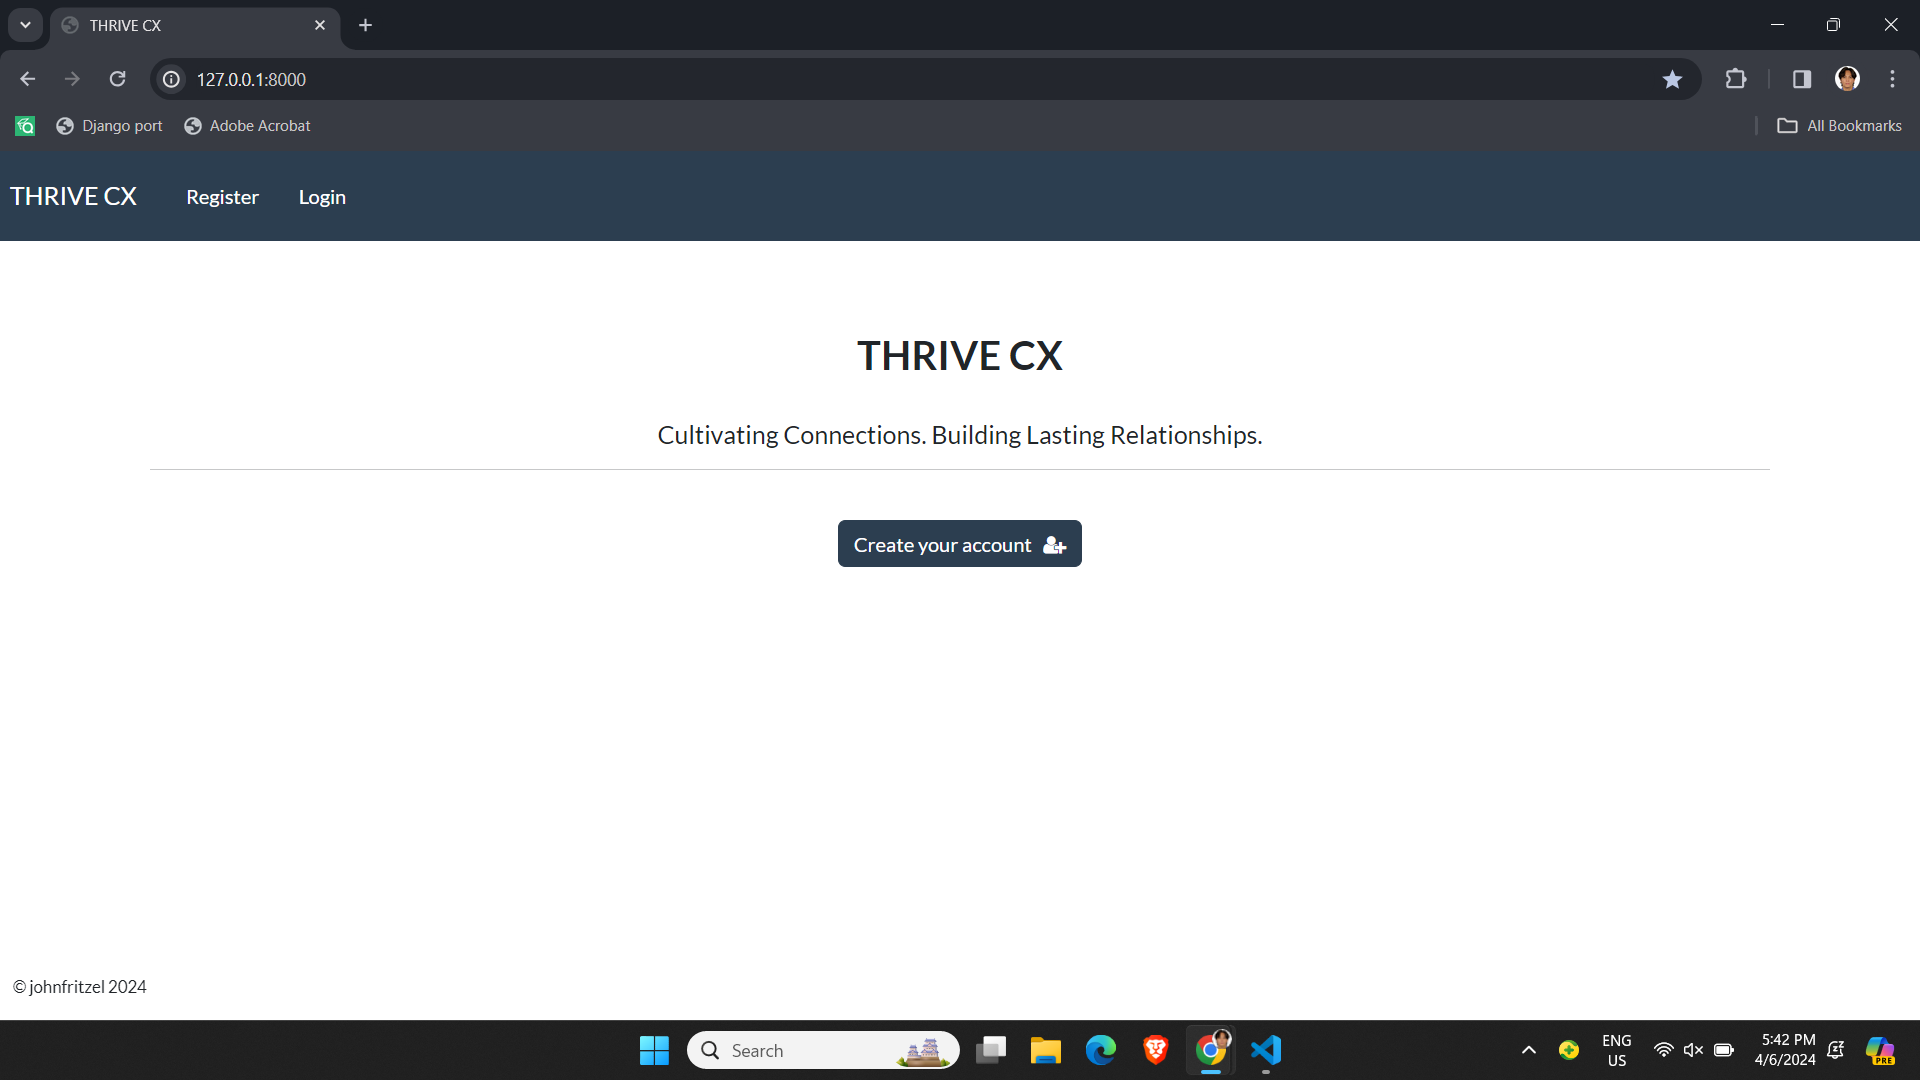 THRIVE CX
127.0.0.1:8000
Django port
Adobe Acrobat
All Bookmarks
THRIVE CX Register Login
THRIVE CX
Cultivating Connections. Building Lasting Relationships.
Create your account
© johnfritzel 2024
Search
ENG
US
5:42 PM
4/6/2024
PRE